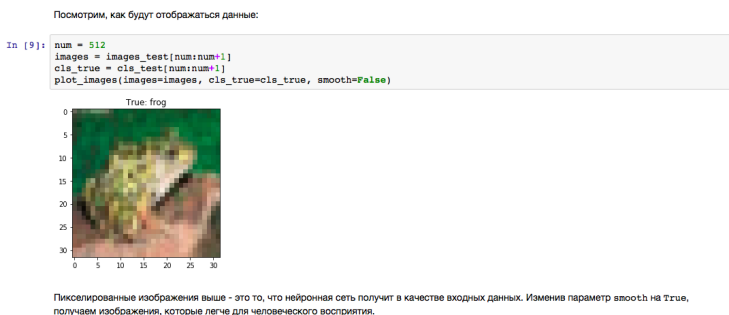 Посмотрим, как будут отображаться данные:
In [9]: num = 512
images = images_test[num:num+1]
cls_true = cls_test[num:num+1]
plot_images(images=images, cls_true=cls_true, smooth=False)
True: frog
0
5
10
15
20
25
30
0 5 10 15 20 25 30
Пикселированные изображения выше - это то, что нейронная сеть получит в качестве входных данных. Изменив параметр smooth на True,
получаем изображения, которые легче для человеческого восприятия.